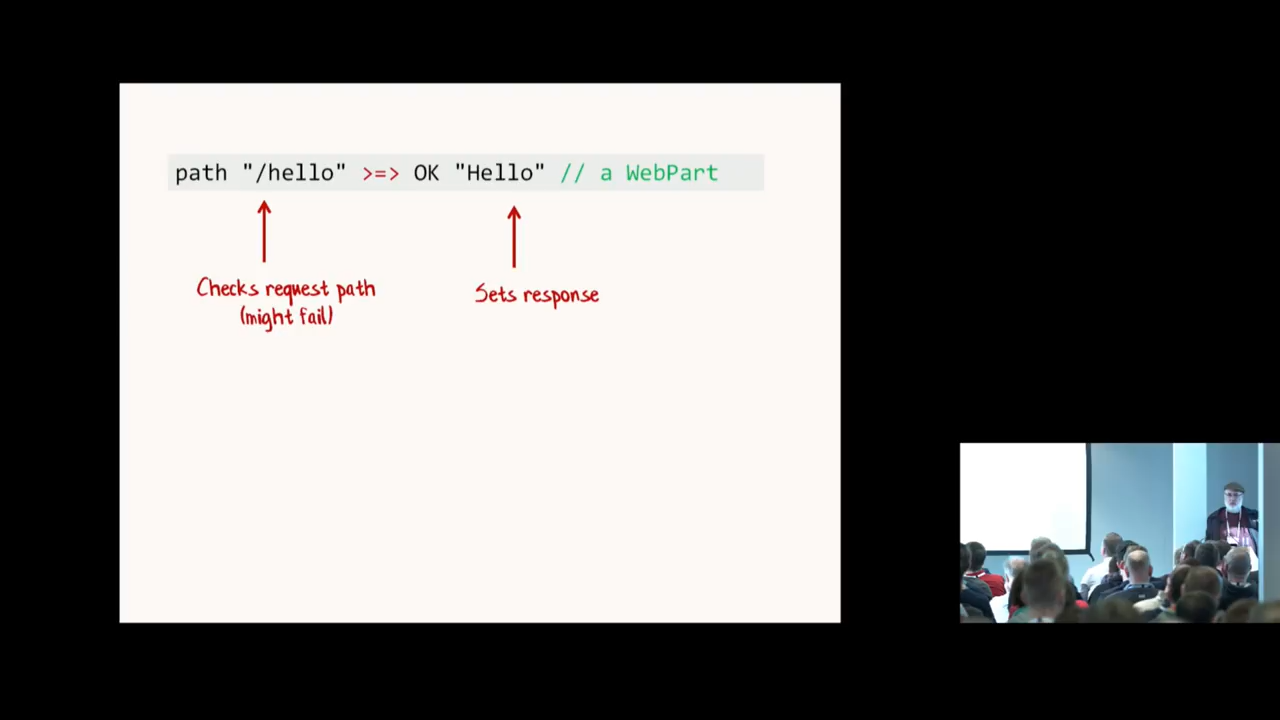 path "/hello" >=> OK "Hello" // a WebPart
Checks request path
(might fail)
Sets response